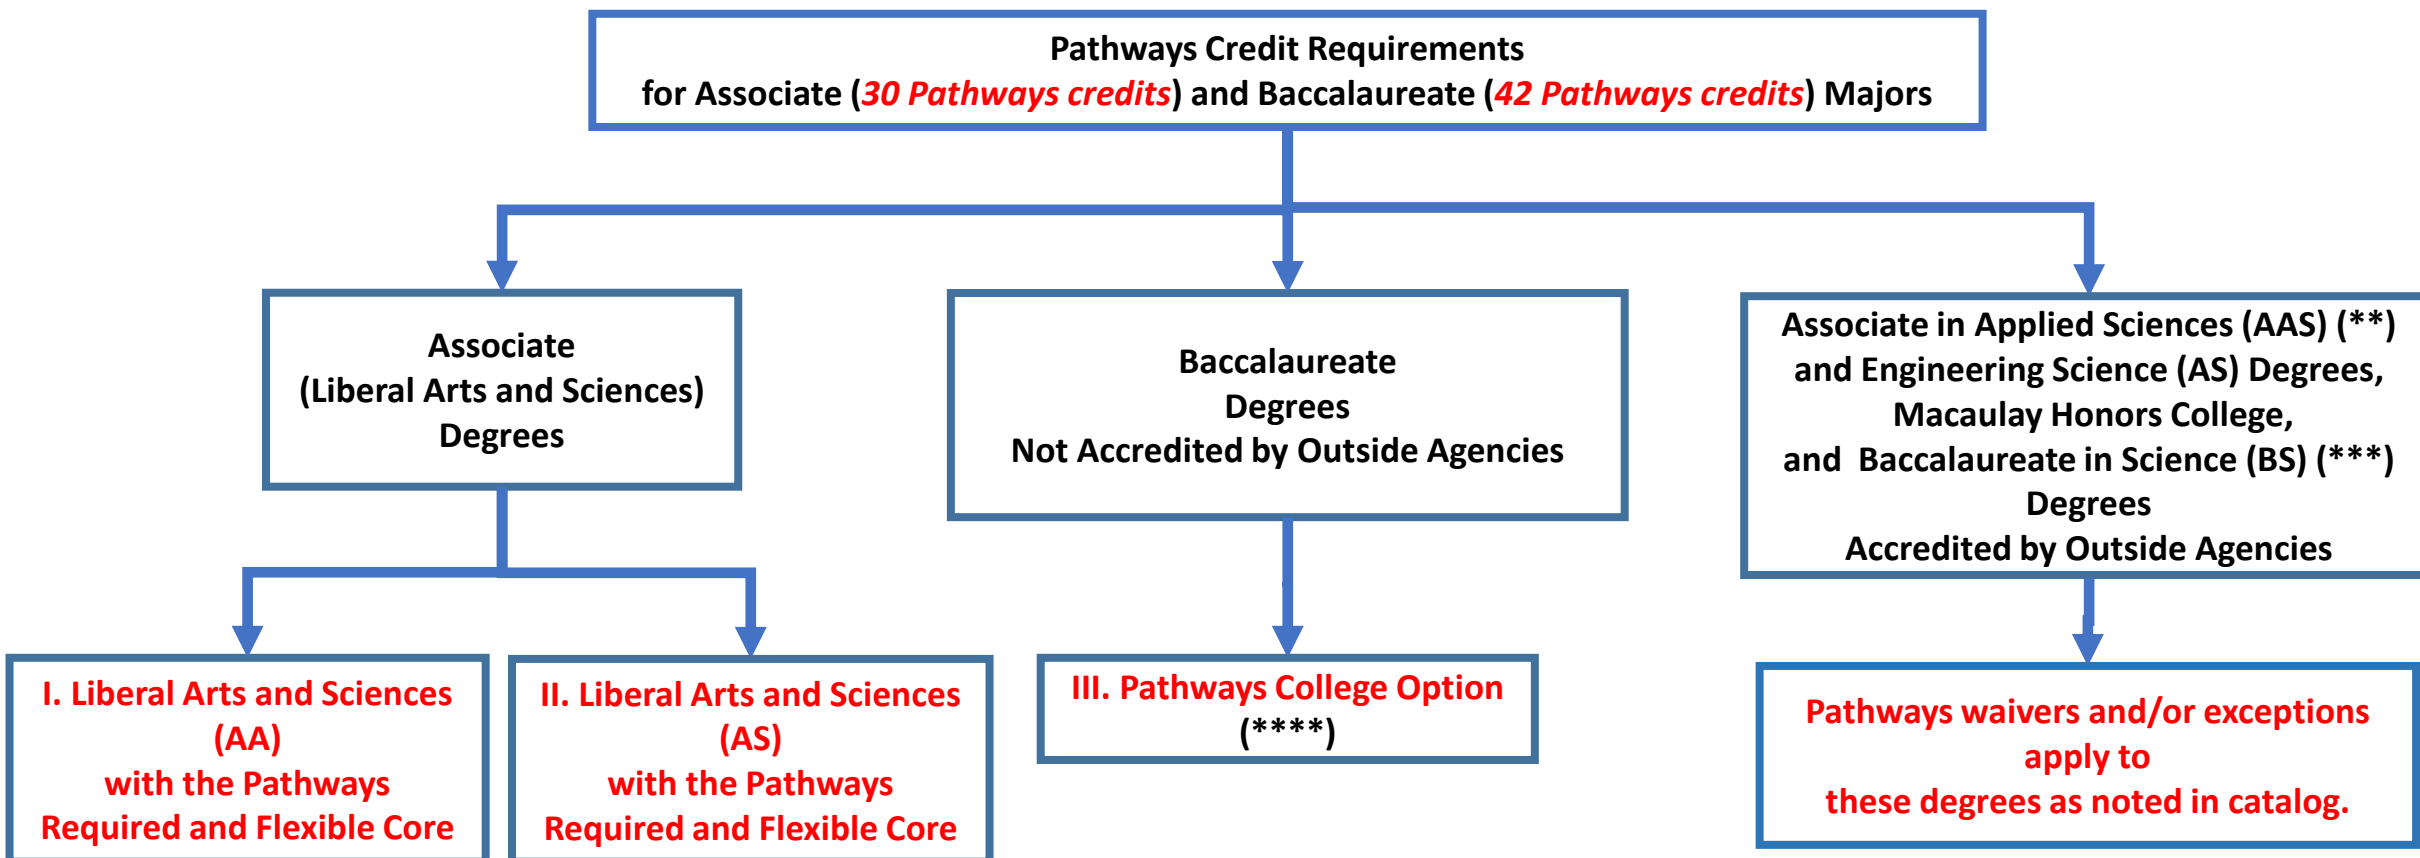 Pathways Credit Requirements
for Associate (30 Pathways credits) and Baccalaureate (42 Pathways credits) Majors
Associate
(Liberal Arts and Sciences)
Degrees
Baccalaureate
Degrees
Not Accredited by Outside Agencies
Associate in Applied Sciences (AAS) (**)
and Engineering Science (AS) Degrees,
Macaulay Honors College,
and Baccalaureate in Science (BS) (***)
Degrees
Accredited by Outside Agencies
I. Liberal Arts and Sciences
(AA)
with the Pathways
Required and Flexible Core
II. Liberal Arts and Sciences
(AS)
with the Pathways
Required and Flexible Core
III. Pathways College Option
(****)
Pathways waivers and/or exceptions
apply to
these degrees as noted in catalog.